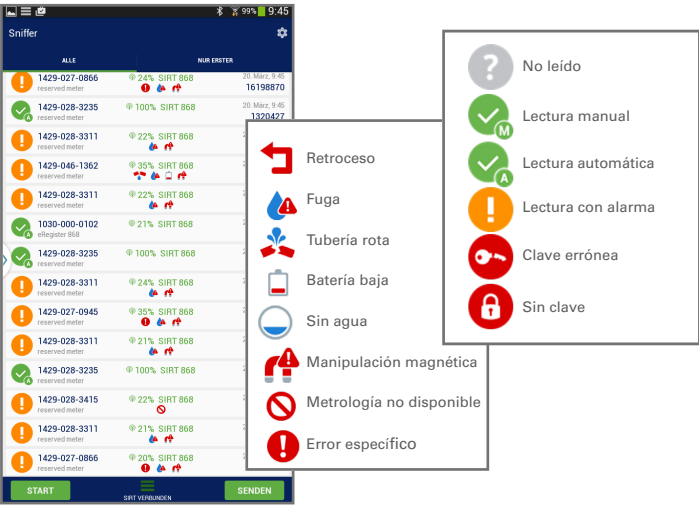 99% 9:45
Sniffer
ALLE NUR ERSTER
1429-027-0866 24% SIRT 868 20. März, 9:45
reserved meter 16198870
1429-028-3235 100% SIRT 868 20. März, 9:45
reserved meter 1320427
1429-028-3311 22% SIRT 868
reserved meter
1429-046-1362 35% SIRT 868
reserved meter
1429-028-3311 22% SIRT 868
reserved meter
1030-000-0102 21% SIRT 868
eRegister 868
1429-028-3235 100% SIRT 868
reserved meter
1429-028-3311 24% SIRT 868
reserved meter
1429-027-0945 35% SIRT 868
reserved meter
1429-028-3311 21% SIRT 868
reserved meter
1429-028-3235 100% SIRT 868
reserved meter
1429-028-3415 22% SIRT 868
reserved meter
1429-028-3311 21% SIRT 868
reserved meter
1429-027-0866 20% SIRT 868
reserved meter
START SIRT VERBUNDEN SENDEN
Retroceso
Fuga
Tubería rota
Batería baja
Sin agua
Manipulación magnética
Metrología no disponible
Error específico
? No leído
M Lectura manual
A Lectura automática
Lectura con alarma
Clave errónea
Sin clave